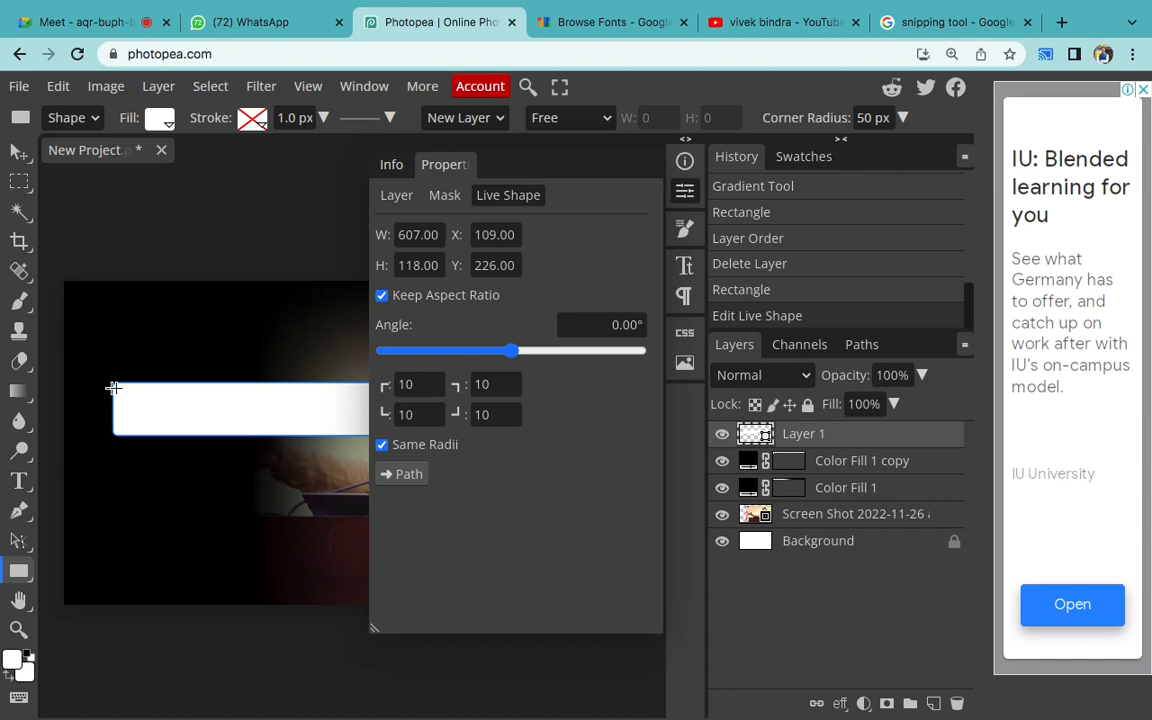 Meet - aqr-buph-b
(72) WhatsApp
Photopea | Online Pho
Browse Fonts - Google
vivek bindra - YouTube
snipping tool - Google
photopea.com
File Edit Image Layer Select Filter View Window More Account
Shape Fill: Stroke: 1.0 px New Layer Free W: 0 H: 0 Corner Radius: 50 px
New Project.p *
Info Properti
Layer Mask Live Shape
W: 607.00 X: 109.00
H: 118.00 Y: 226.00
Keep Aspect Ratio
Angle: 0.00°
10 : 10
10 : 10
Same Radii
Path
CSS
History Swatches
Gradient Tool
Rectangle
Layer Order
Delete Layer
Rectangle
Edit Live Shape
Layers Channels Paths
Normal Opacity: 100%
Lock: Fill: 100%
Layer 1
Color Fill 1 copy
Color Fill 1
Screen Shot 2022-11-26
Background
eff
IU: Blended
learning for
you
See what
Germany has
to offer, and
catch up on
work after with
IU's on-campus
model.
IU University
Open